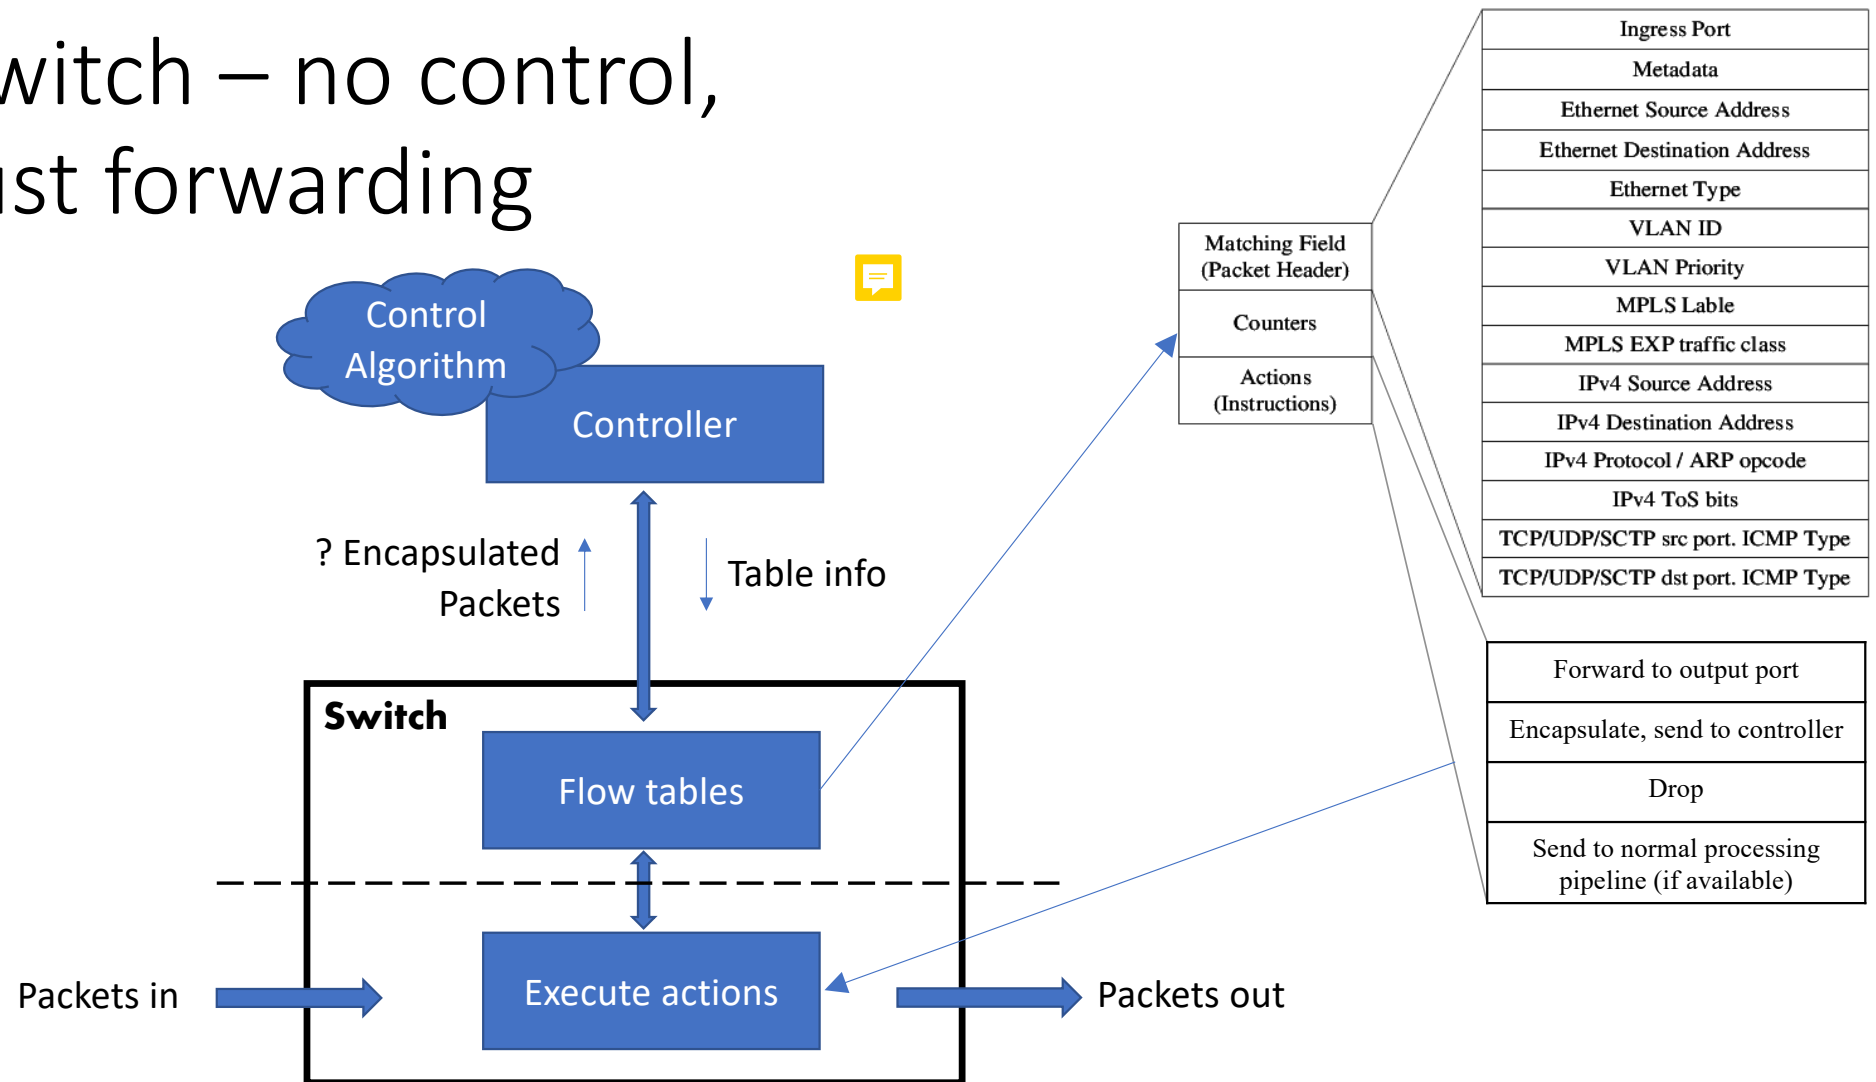 witch – no control,
ust forwarding
Control
Algorithm
Controller
? Encapsulated
Packets
Table info
Switch
Flow tables
Execute actions
Packets in
Packets out
Matching Field
(Packet Header)
Counters
Actions
(Instructions)
Ingress Port
Metadata
Ethernet Source Address
Ethernet Destination Address
Ethernet Type
VLAN ID
VLAN Priority
MPLS Lable
MPLS EXP traffic class
IPv4 Source Address
IPv4 Destination Address
IPv4 Protocol / ARP opcode
IPv4 ToS bits
TCP/UDP/SCTP src port. ICMP Type
TCP/UDP/SCTP dst port. ICMP Type
Forward to output port
Encapsulate, send to controller
Drop
Send to normal processing
pipeline (if available)